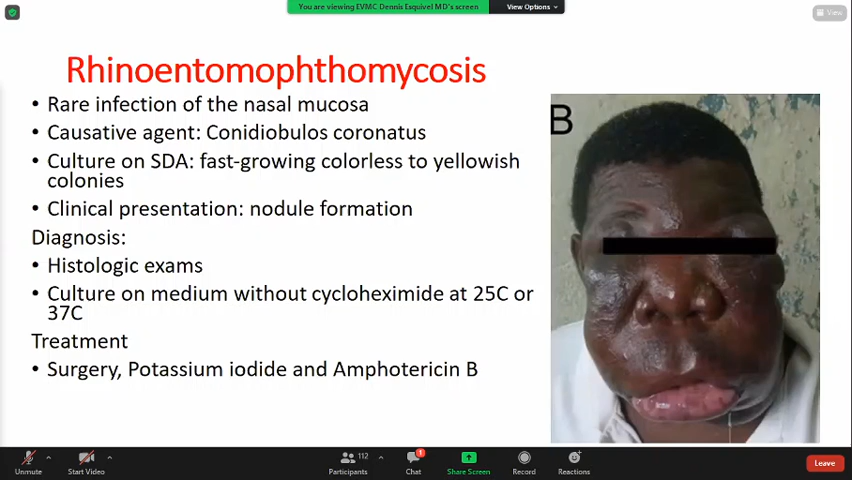 You are viewing EVMC Dennis Esquivel MD's screen
View Options
View
Rhinoentomophthomycosis
• Rare infection of the nasal mucosa
• Causative agent: Conidiobulos coronatus
• Culture on SDA: fast-growing colorless to yellowish
colonies
• Clinical presentation: nodule formation
Diagnosis:
• Histologic exams
• Culture on medium without cycloheximide at 25C or
37C
Treatment
• Surgery, Potassium iodide and Amphotericin B
B
Unmute
Start Video
112
Participants
1
Chat
Share Screen
Record
Reactions
Leave